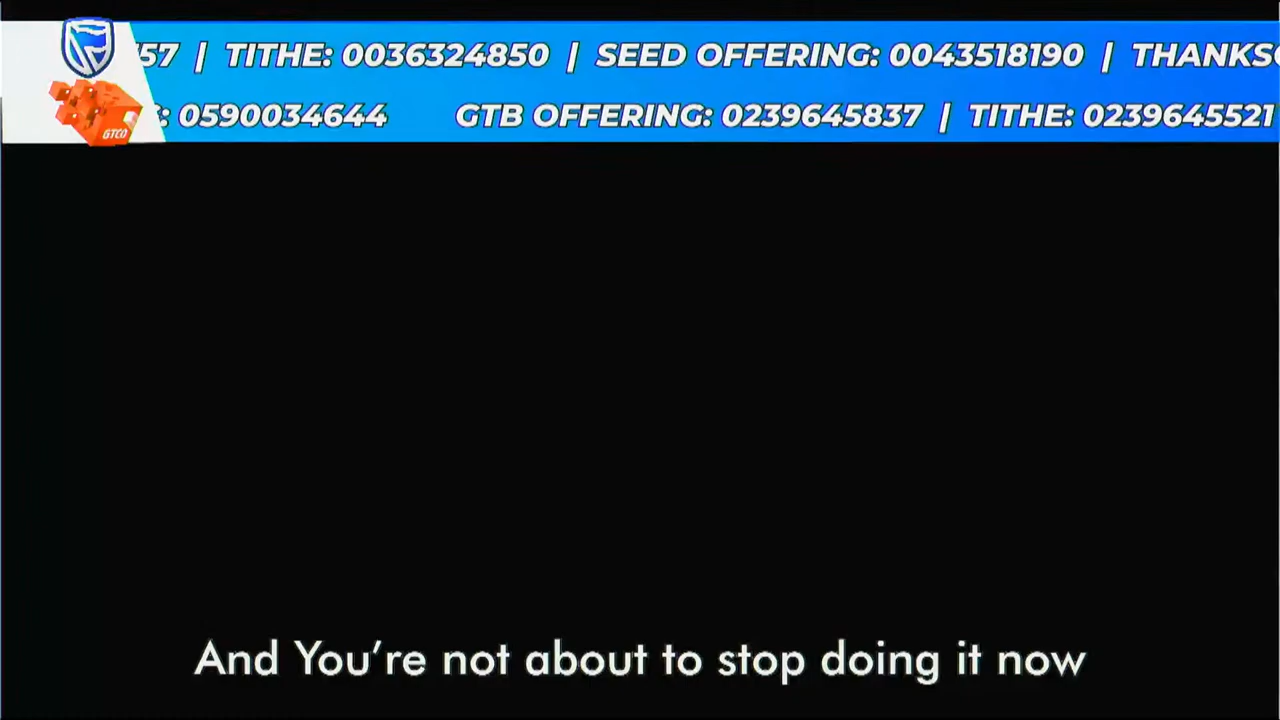 57 | TITHE: 0036324850 | SEED OFFERING: 0043518190 | THANKS
: 0590034644 GTB OFFERING: 0239645837 | TITHE: 0239645521
GTCO
And You're not about to stop doing it now